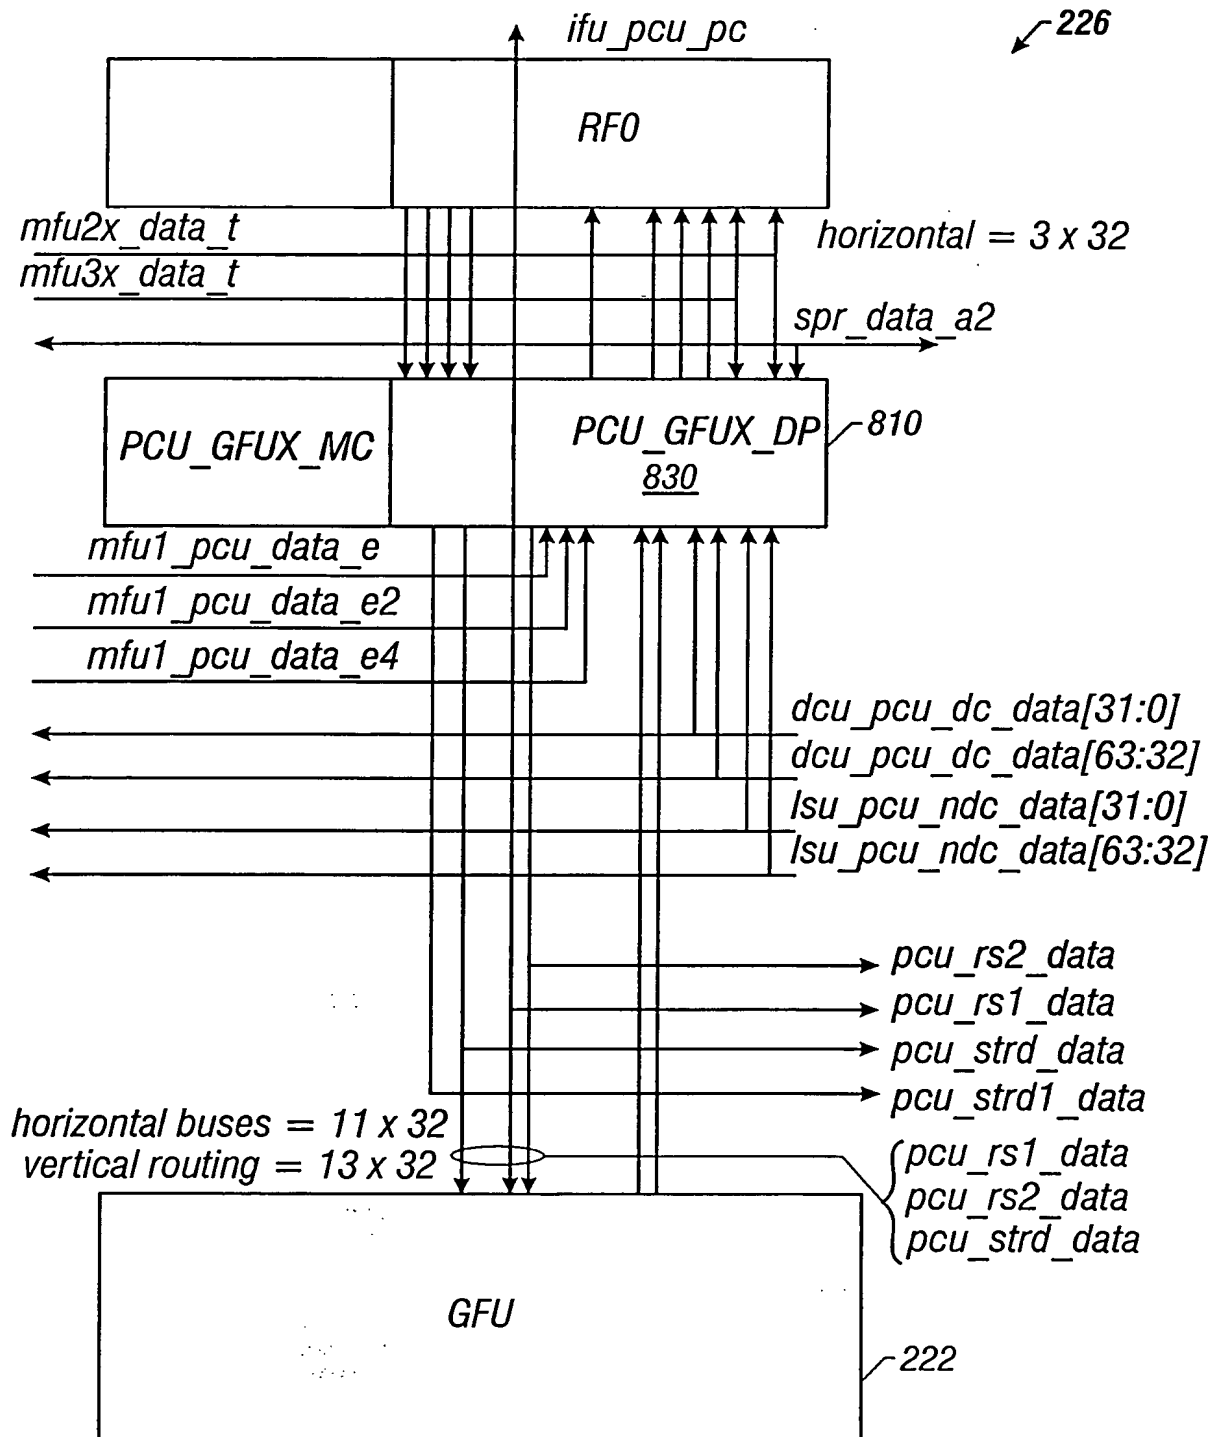 ifu_pcu_pc
226
RF0
mfu2x_data_t
horizontal = 3 x 32
mfu3x_data_t
spr_data_a2
PCU_GFUX_MC
PCU_GFUX_DP
810
830
mfu1_pcu_data_e
mfu1_pcu_data_e2
mfu1_pcu_data_e4
dcu_pcu_dc_data[31:0]
dcu_pcu_dc_data[63:32]
lsu_pcu_ndc_data[31:0]
lsu_pcu_ndc_data[63:32]
pcu_rs2_data
pcu_rs1_data
pcu_strd_data
pcu_strd1_data
horizontal buses = 11 x 32
vertical routing = 13 x 32
pcu_rs1_data
pcu_rs2_data
pcu_strd_data
GFU
222